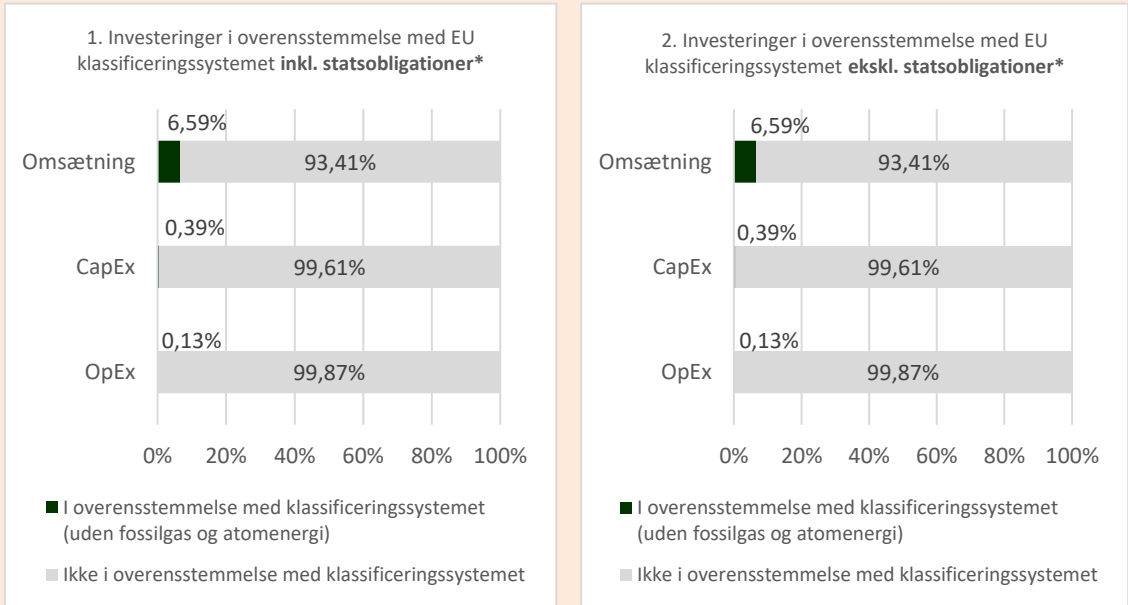 1. Investeringer i overensstemmelse med EU
klassificeringssystemet inkl. statsobligationer*
6,59%
Omsætning 93,41%
0,39%
CapEx 99,61%
0,13%
OpEx 99,87%
0% 20% 40% 60% 80% 100%
I overensstemmelse med klassificeringssystemet
(uden fossilgas og atomenergi)
Ikke i overensstemmelse med klassificeringssystemet
2. Investeringer i overensstemmelse med EU
klassificeringssystemet ekskl. statsobligationer*
6,59%
Omsætning 93,41%
0,39%
CapEx 99,61%
0,13%
OpEx 99,87%
0% 20% 40% 60% 80% 100%
I overensstemmelse med klassificeringssystemet
(uden fossilgas og atomenergi)
Ikke i overensstemmelse med klassificeringssystemet